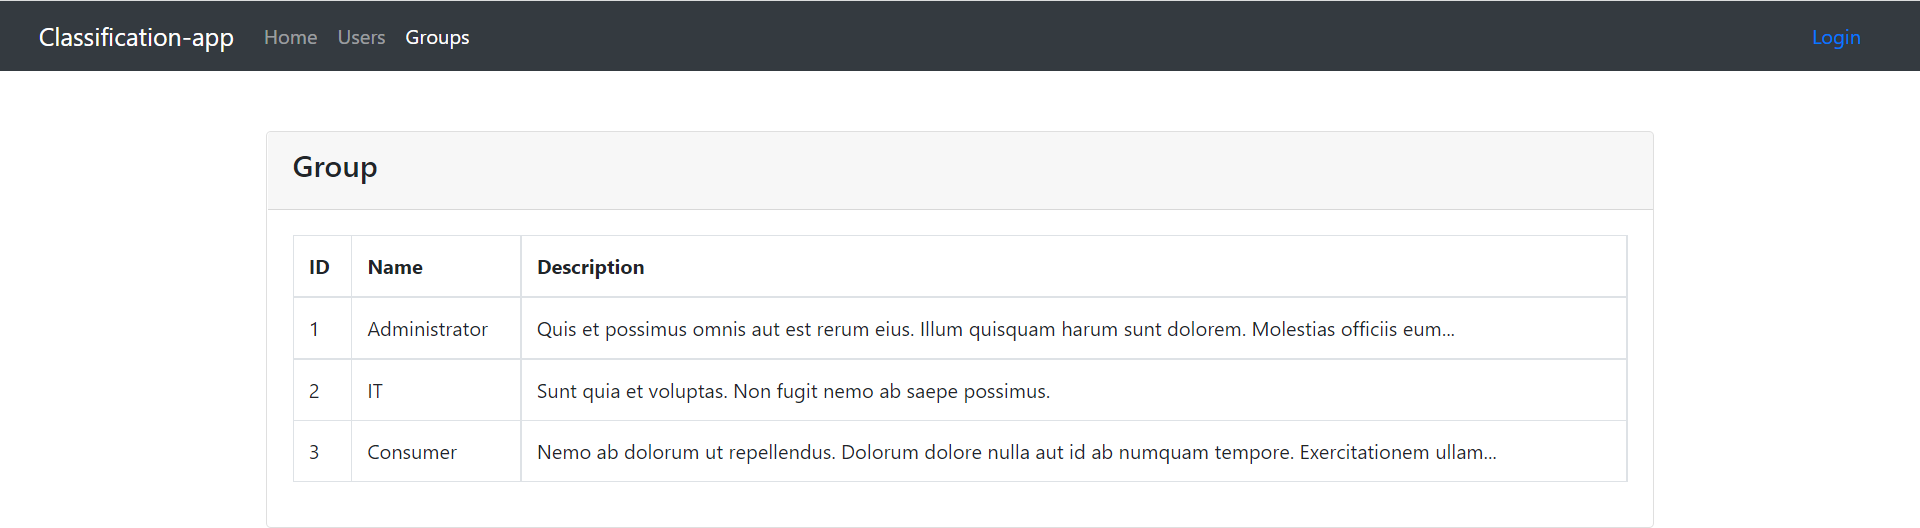 Classification-app Home Users Groups Login
Group
ID Name Description
1 Administrator Quis et possimus omnis aut est rerum eius. Illum quisquam harum sunt dolorem. Molestias officiis eum...
2 IT Sunt quia et voluptas. Non fugit nemo ab saepe possimus.
3 Consumer Nemo ab dolorum ut repellendus. Dolorum dolore nulla aut id ab numquam tempore. Exercitationem ullam...